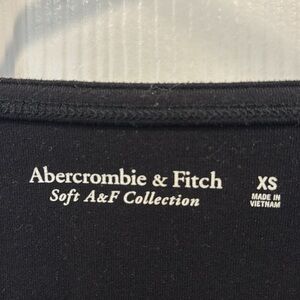 Abercrombie & Fitch
Soft A&F Collection
XS
MADE IN
VIETNAM